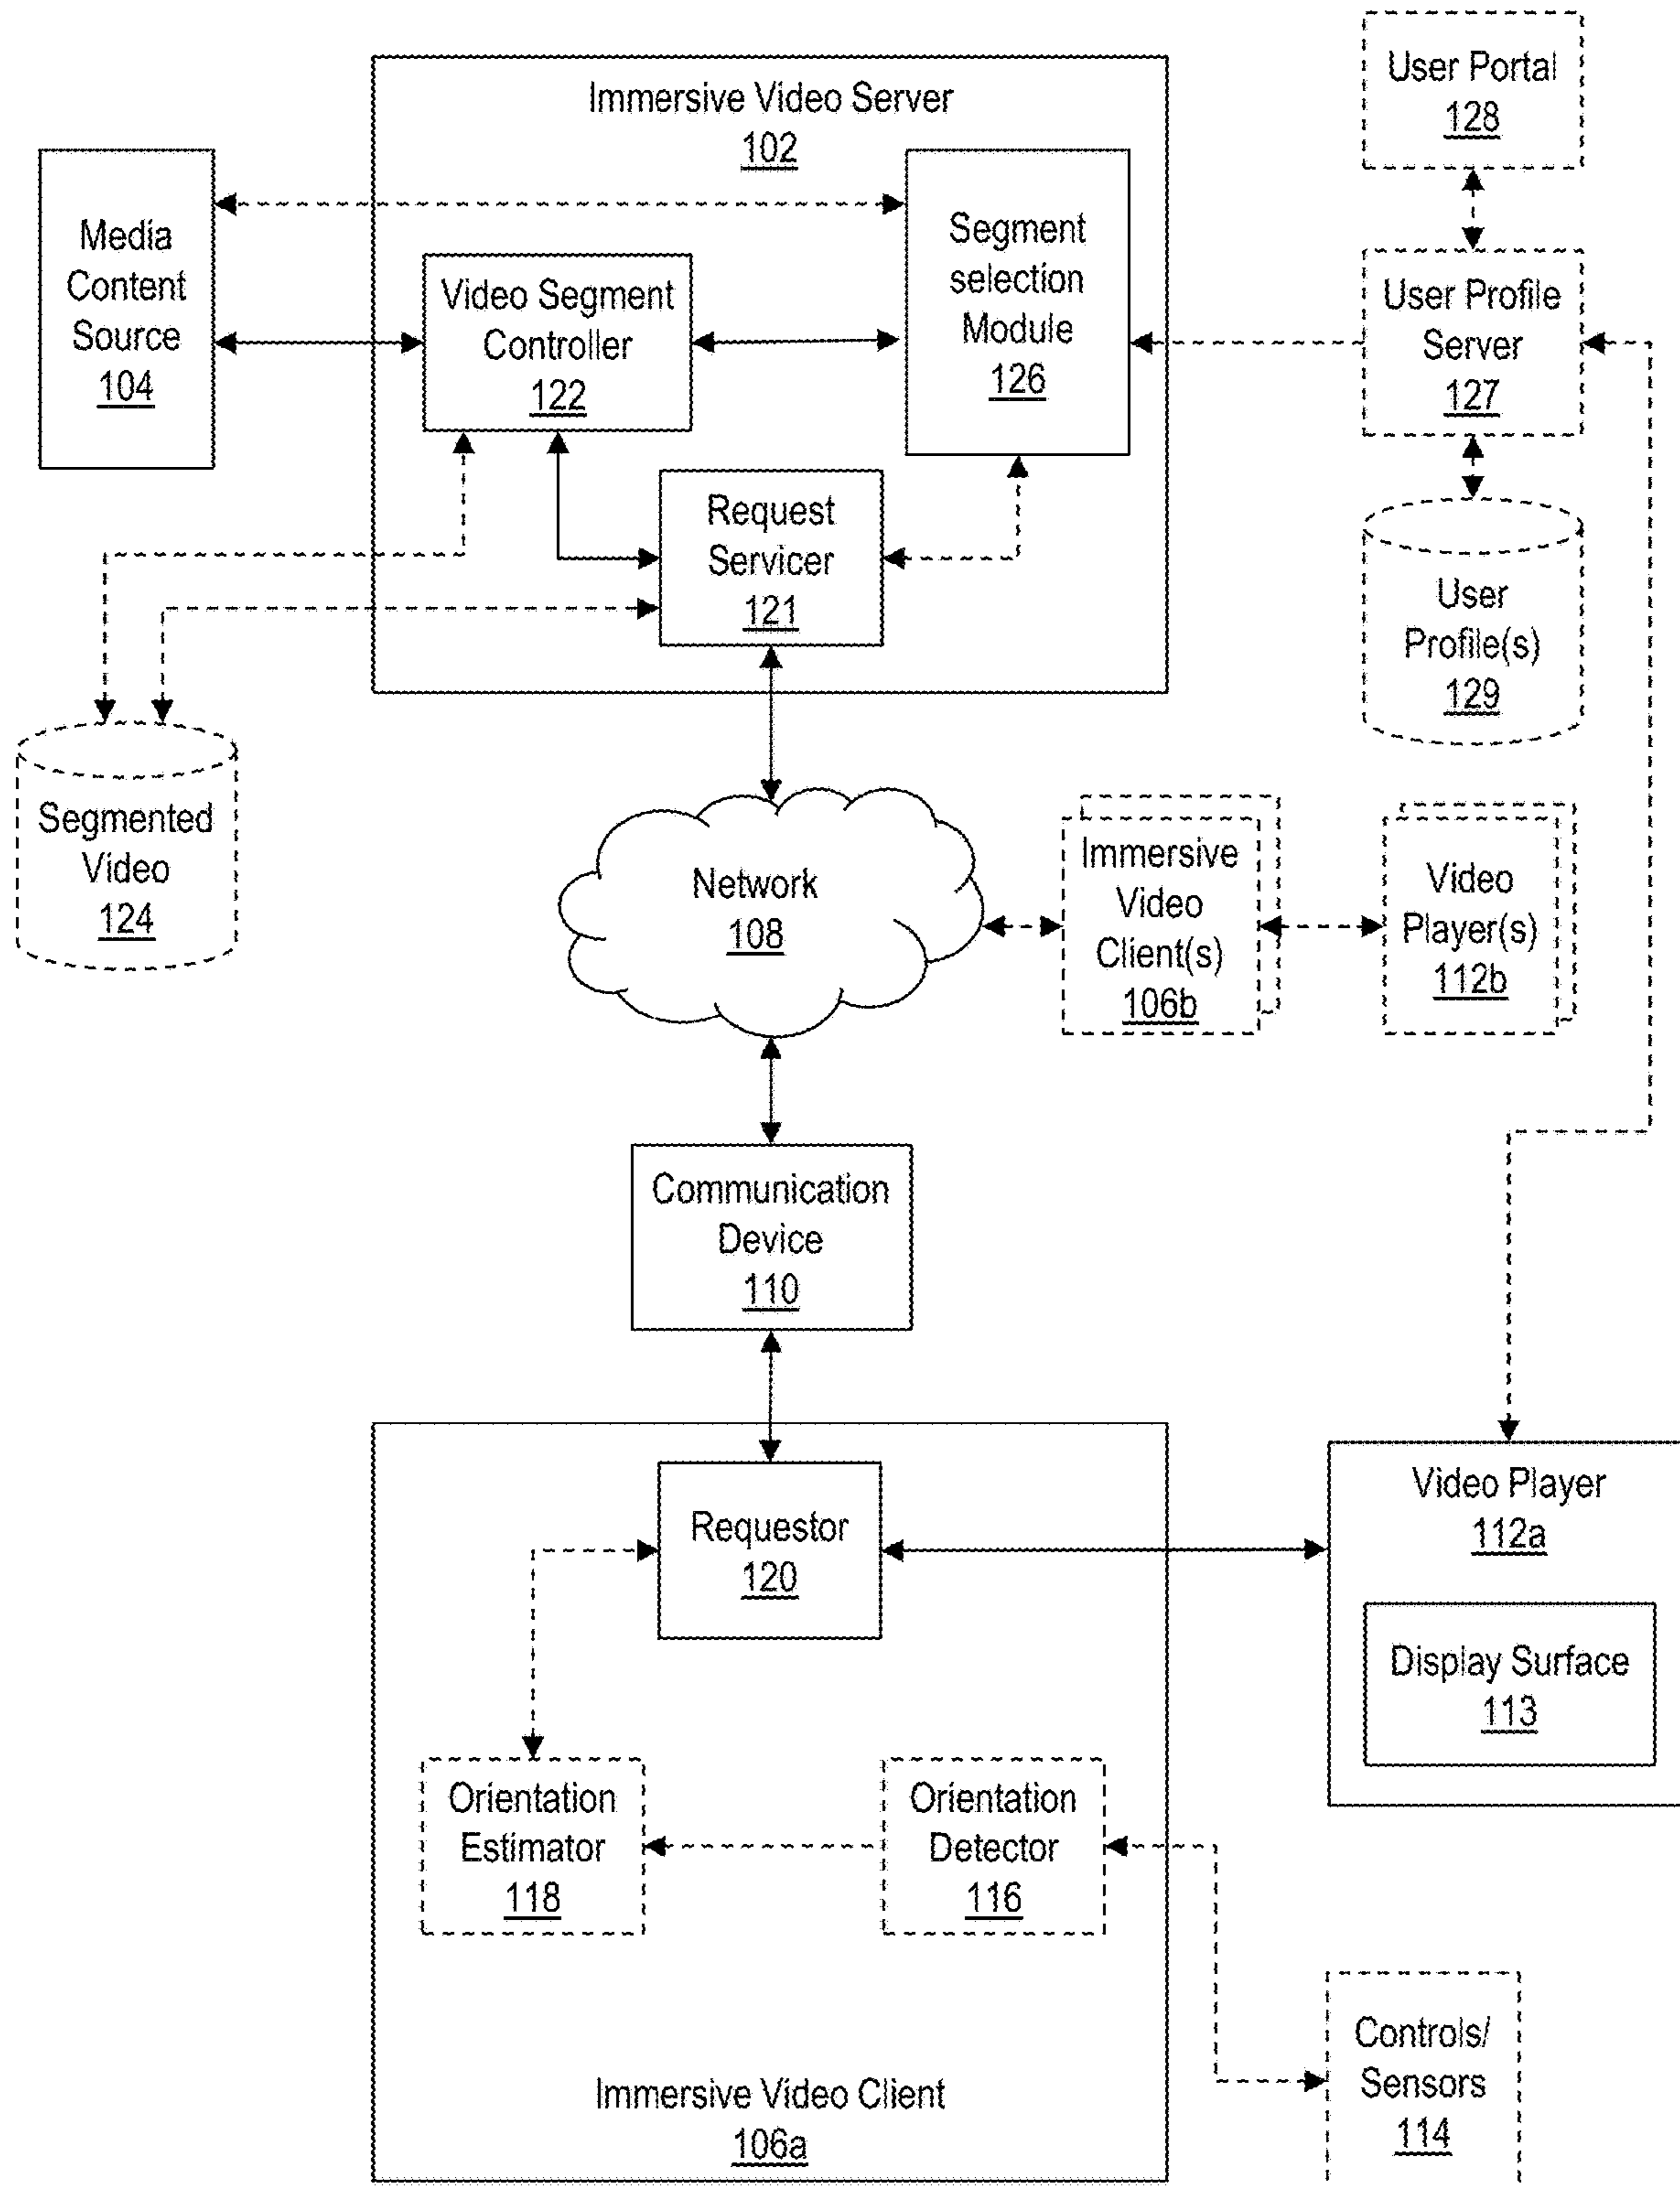 User Portal
128
Immersive Video Server
102
Media
Content
Source
104
Segment
selection
Module
126
Video Segment
Controller
122
User Profile
Server
127
Request
Servicer
121
User
Profile(s)
129
Segmented
Video
124
Network
108
Immersive
Video
Client(s)
106b
Video
Player(s)
112b
Communication
Device
110
Requestor
120
Video Player
112a
Display Surface
113
Orientation
Estimator
118
Orientation
Detector
116
Controls/
Sensors
114
Immersive Video Client
106a